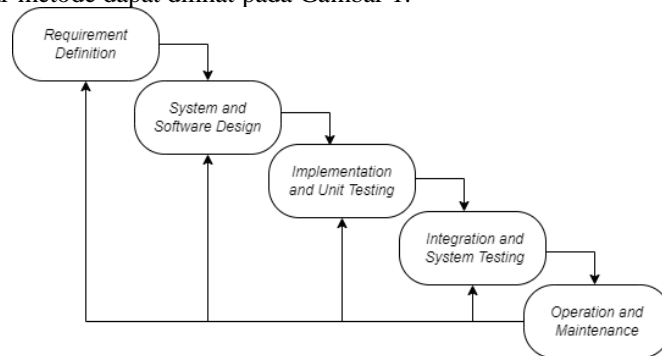 metode dapat dilihat pada Gambar 1.
Requirement
Definition
System and
Software Design
Implementation
and Unit Testing
Integration and
System Testing
Operation and
Maintenance